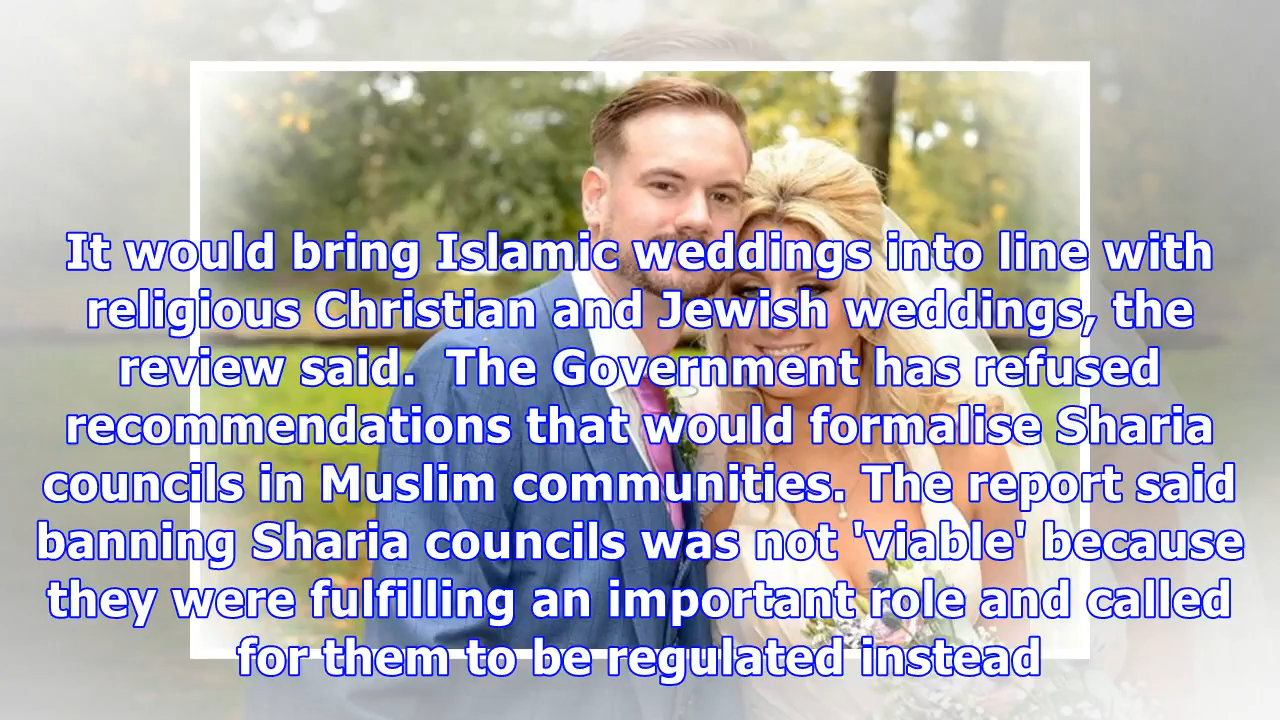 It would bring Islamic weddings into line with
religious Christian and Jewish weddings, the
review said.  The Government has refused
recommendations that would formalise Sharia
councils in Muslim communities. The report said
banning Sharia councils was not 'viable' because
they were fulfilling an important role and called
for them to be regulated instead